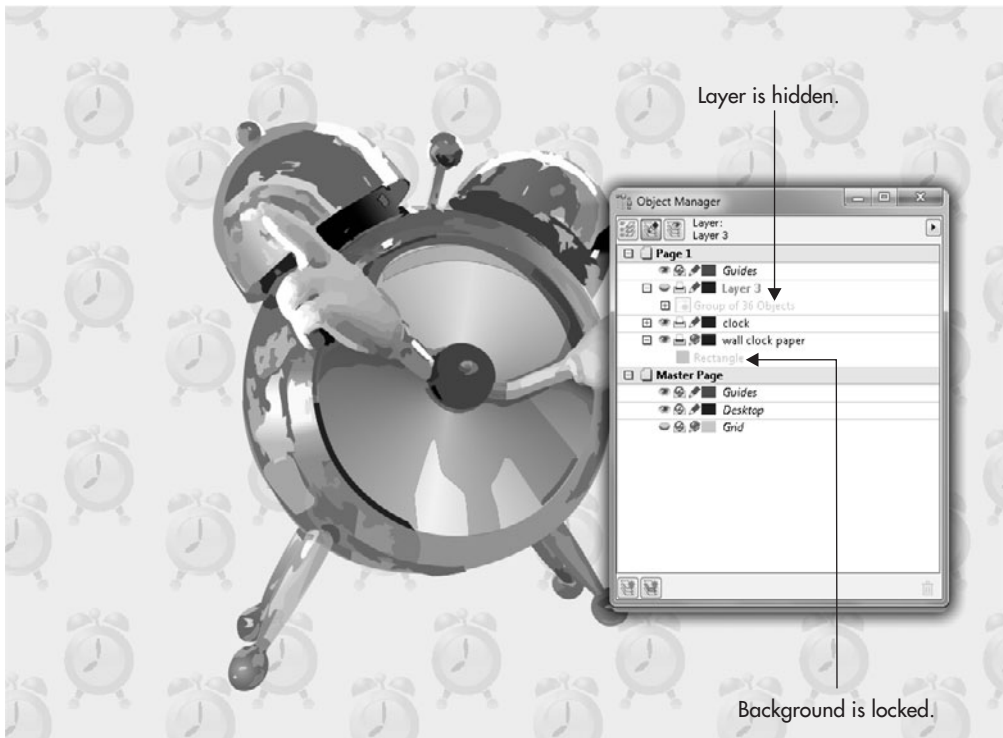 Layer is hidden.
Object Manager
Layer:
Layer 3
Page 1
Guides
Layer 3
Group of 36 Objects
clock
wall clock paper
Rectangle
Master Page
Guides
Desktop
Grid
Background is locked.